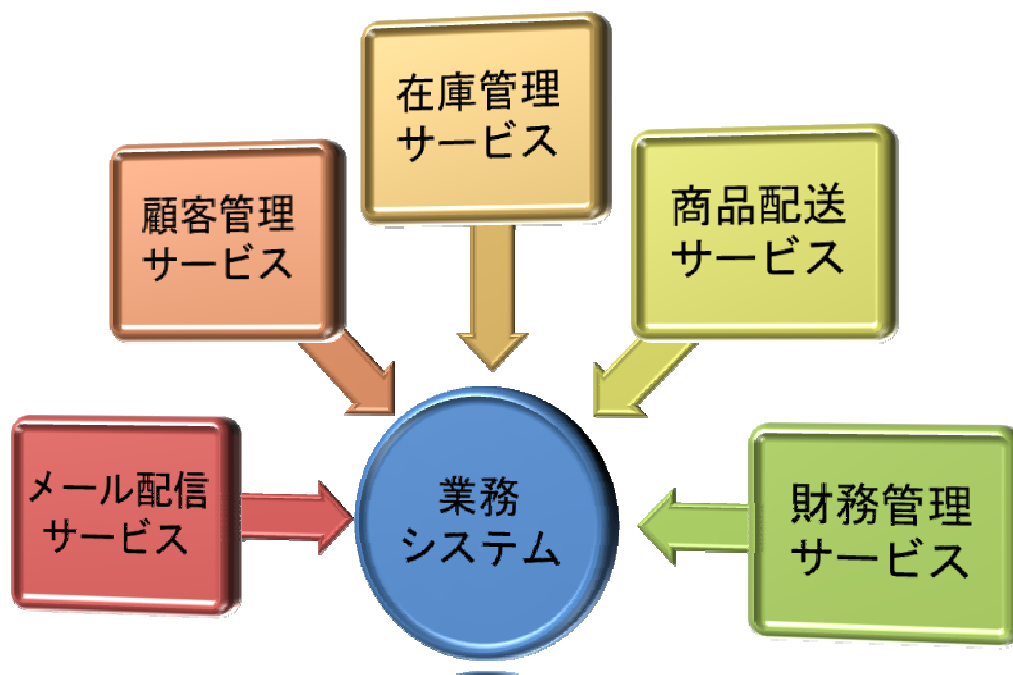 在庫管理
サービス
顧客管理
サービス
商品配送
サービス
メール配信
サービス
業務
システム
財務管理
サービス